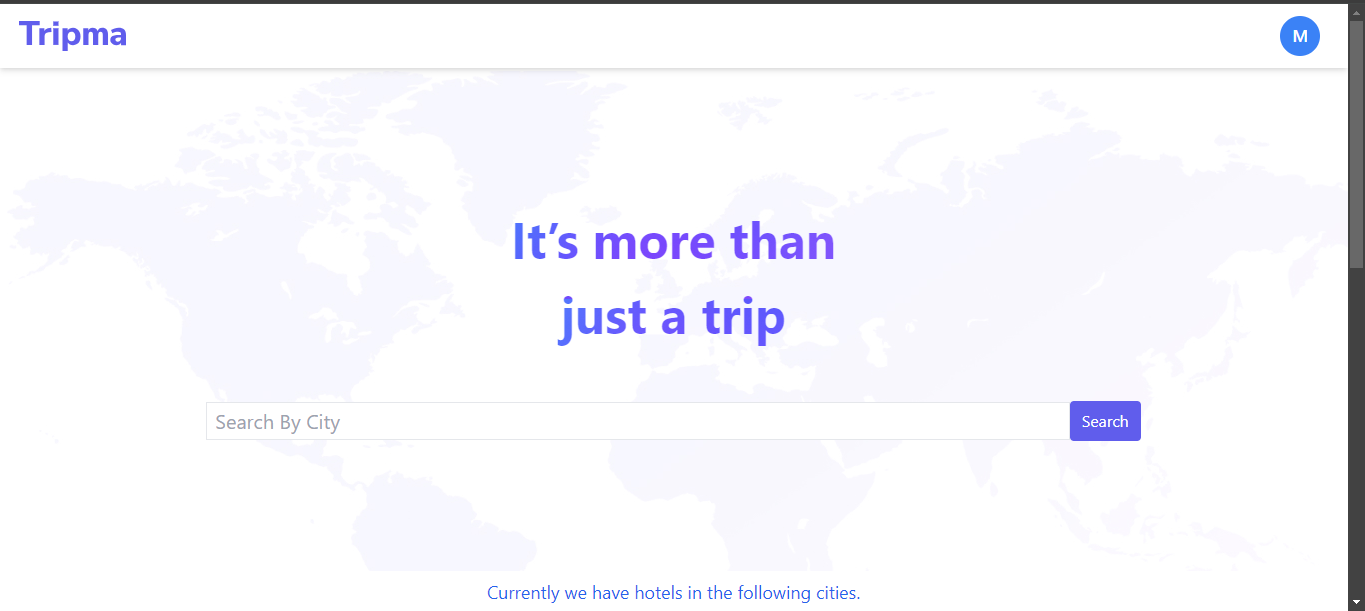 Tripma
M
It’s more than
just a trip
Search By City
Search
Currently we have hotels in the following cities.